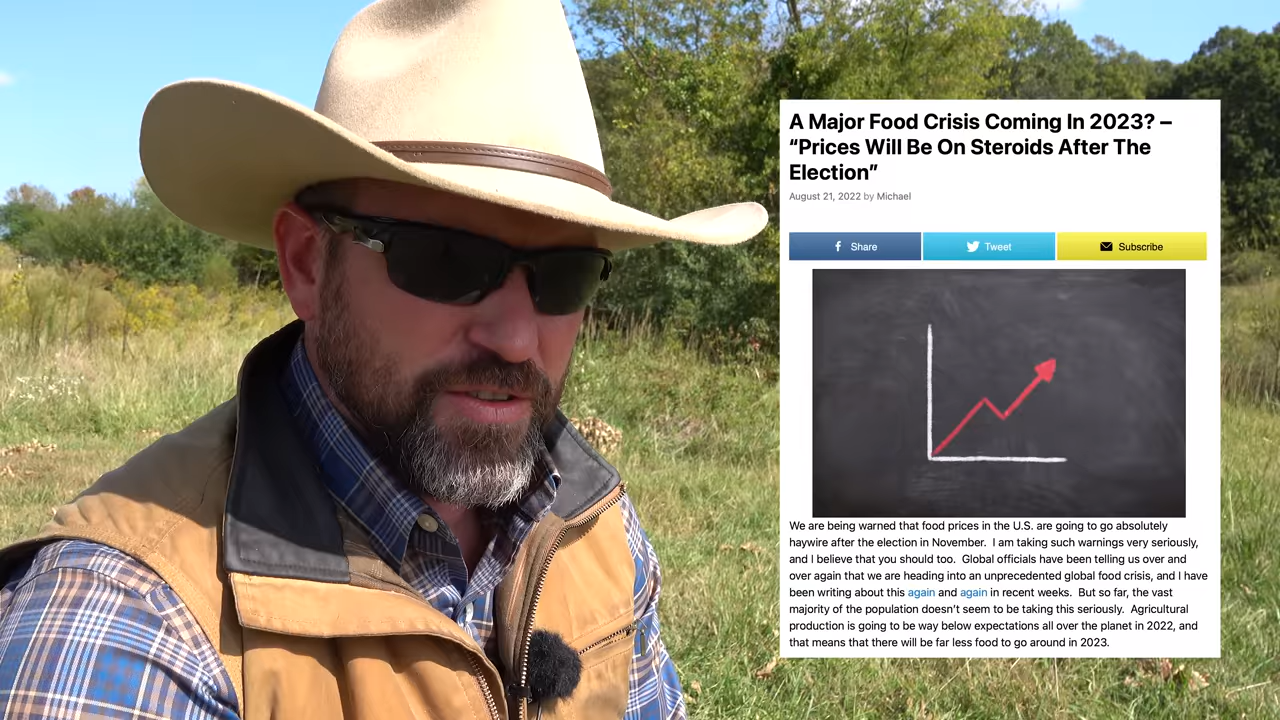 A Major Food Crisis Coming In 2023? –
“Prices Will Be On Steroids After The
Election”
August 21, 2022 by Michael
Share
Tweet
Subscribe
We are being warned that food prices in the U.S. are going to go absolutely
haywire after the election in November. I am taking such warnings very seriously,
and I believe that you should too. Global officials have been telling us over and
over again that we are heading into an unprecedented global food crisis, and I have
been writing about this again and again in recent weeks. But so far, the vast
majority of the population doesn’t seem to be taking this seriously. Agricultural
production is going to be way below expectations all over the planet in 2022, and
that means that there will be far less food to go around in 2023.